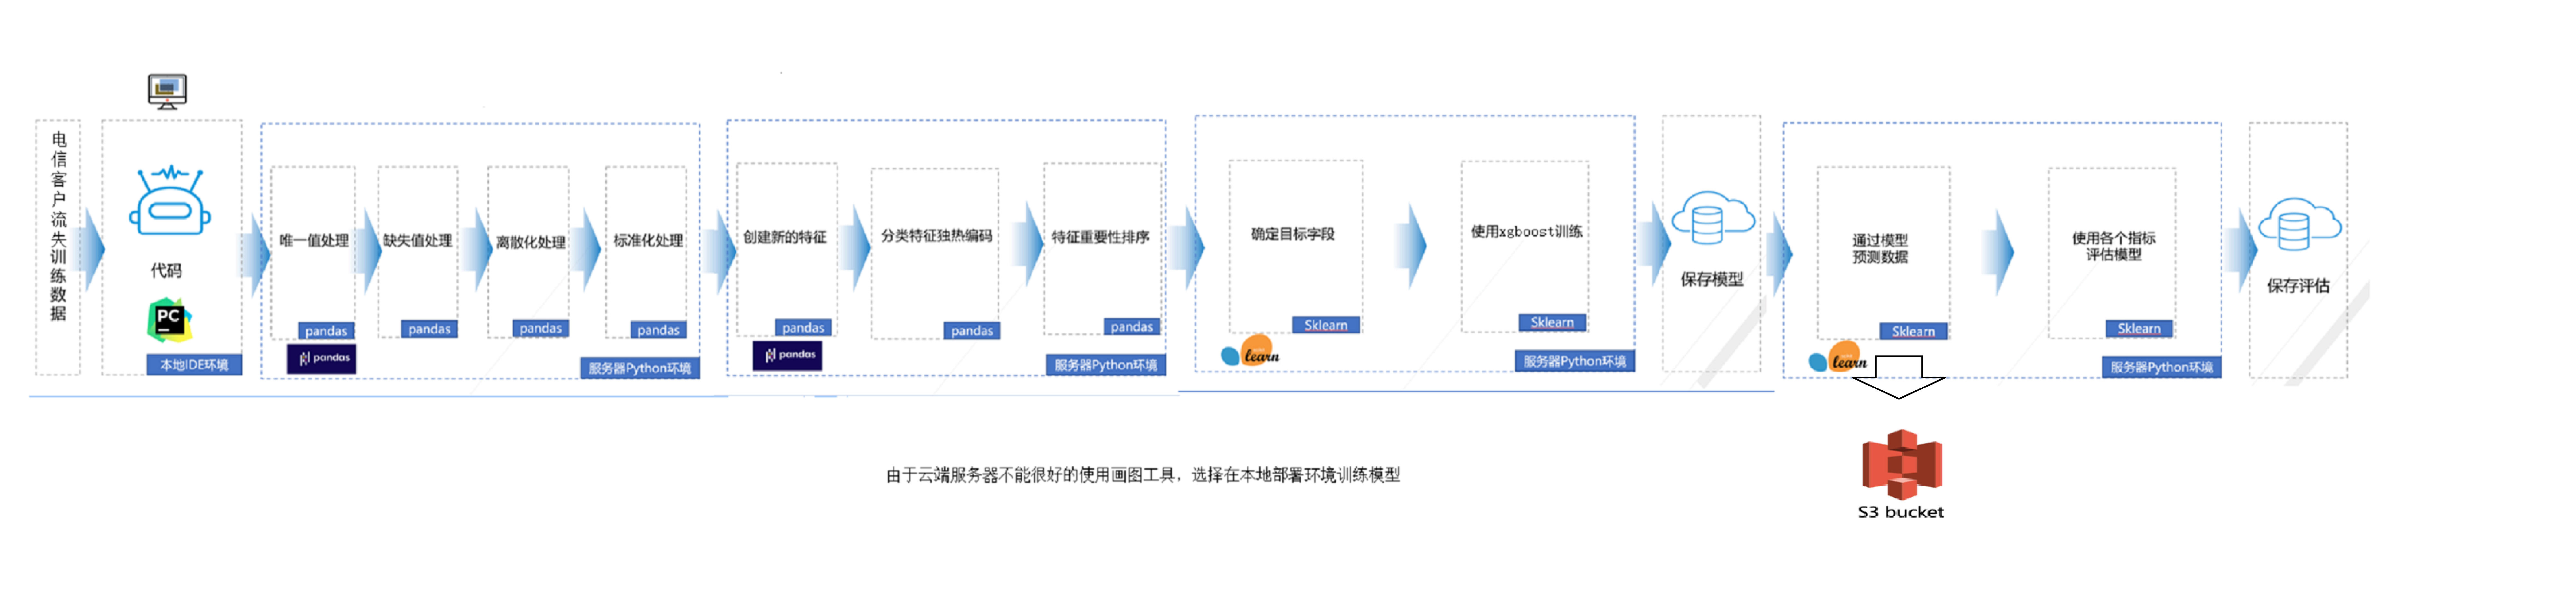 电信客户流失训练数据
代码
PC
本地IDE环境
唯一值处理
pandas
pandas
缺失值处理
pandas
离散化处理
pandas
标准化处理
pandas
服务器Python环境
创建新的特征
pandas
pandas
分类特征独热编码
pandas
特征重要性排序
pandas
服务器Python环境
确定目标字段
Sklearn
learn
使用xgboost训练
Sklearn
服务器Python环境
保存模型
通过模型
预测数据
Sklearn
learn
使用各个指标
评估模型
Sklearn
服务器Python环境
保存评估
由于云端服务器不能很好的使用画图工具，选择在本地部署环境训练模型
S3 bucket